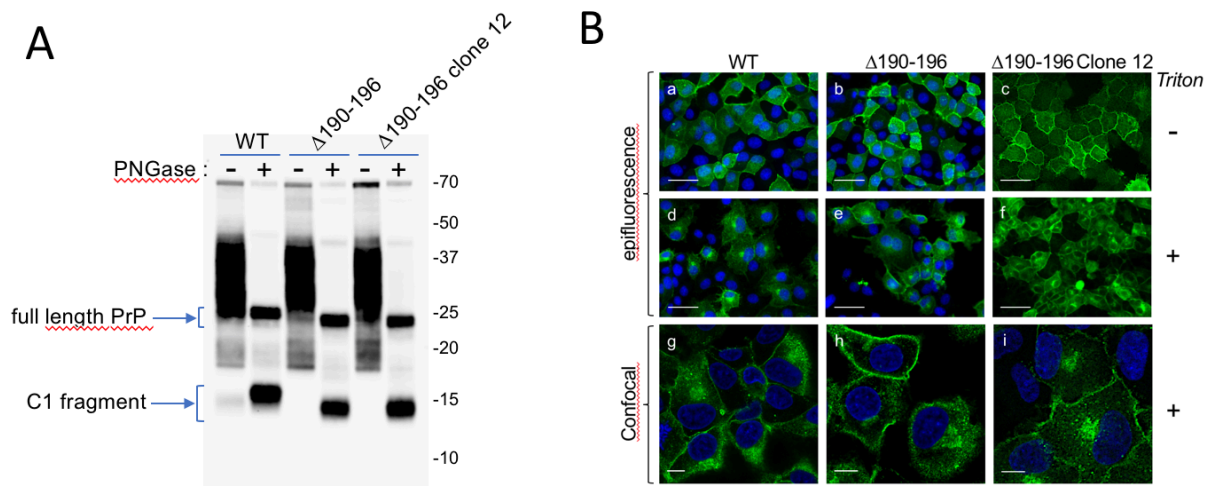 A
WT
Δ190-196
Δ190-196 clone 12
PNGase : - + - + - +
-70
-50
-37
full length PrP
-25
-20
C1 fragment
-15
-10
B
WT
Δ190-196
Δ190-196 Clone 12
Triton
epifluorescence
a
b
c
-
d
e
f
+
Confocal
g
h
i
+